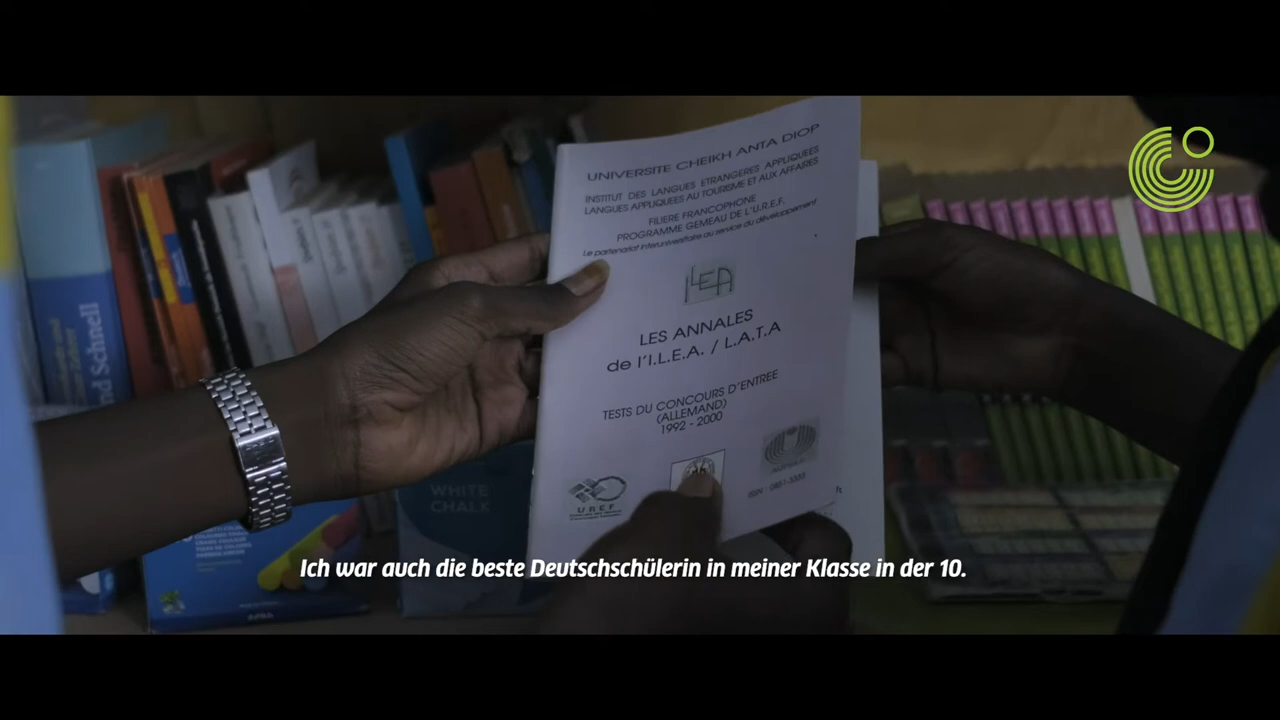 UNIVERSITE CHEIKH ANTA DIOP
INSTITUT DES LANGUES ETRANGERES APPLIQUEES
LANGUES APPLIQUEES AU TOURISME ET AUX AFFAIRES
FILIERE FRANCOPHONE
PROGRAMME GEMEAU DE L'U.R.E.F.
Le partenariat interuniversitaire au service du développement
ILEA
LES ANNALES
de l'I.L.E.A. / L.A.T.A
TESTS DU CONCOURS D'ENTREE
(ALLEMAND)
1992 - 2000
UREF
nd Schnell
WHITE
CHALK
Ich war auch die beste Deutschschülerin in meiner Klasse in der 10.